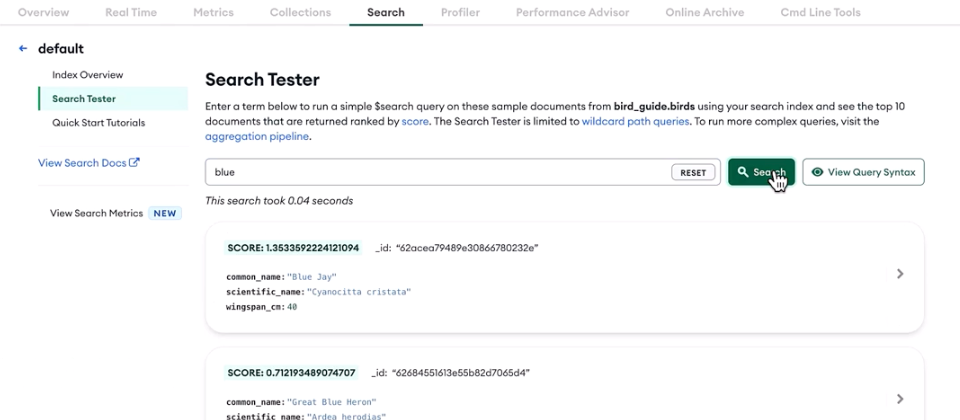 Overview Real Time Metrics Collections Search Profiler Performance Advisor Online Archive Cmd Line Tools
default
Index Overview
Search Tester
Quick Start Tutorials
View Search Docs
View Search Metrics NEW
Search Tester
Enter a term below to run a simple $search query on these sample documents from bird_guide.birds using your search index and see the top 10
documents that are returned ranked by score. The Search Tester is limited to wildcard path queries. To run more complex queries, visit the
aggregation pipeline.
blue RESET Search View Query Syntax
This search took 0.04 seconds
SCORE: 1.3533592224121094 _id: "62acea79489e30866780232e"
common_name: "Blue Jay"
scientific_name: "Cyanocitta cristata"
wingspan_cm: 40
SCORE: 0.712193489074707 _id: "62684551613e55b82d7065d4"
common_name: "Great Blue Heron"
scientific_name: "Ardea herodias"